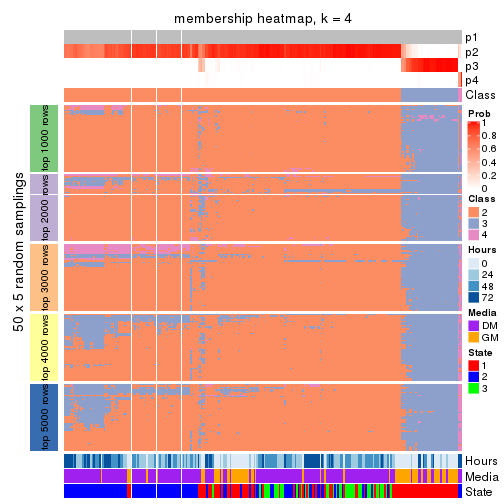 membership heatmap, k = 4
p1
p2
p3
p4
Class
50 x 5 random samplings
top 1000 rows
top 2000 rows
top 3000 rows
top 4000 rows
top 5000 rows
Prob
1
0.8
0.6
0.4
0.2
0
Class
2
3
4
Hours
0
24
48
72
Media
DM
GM
State
1
2
3
Hours
Media
State